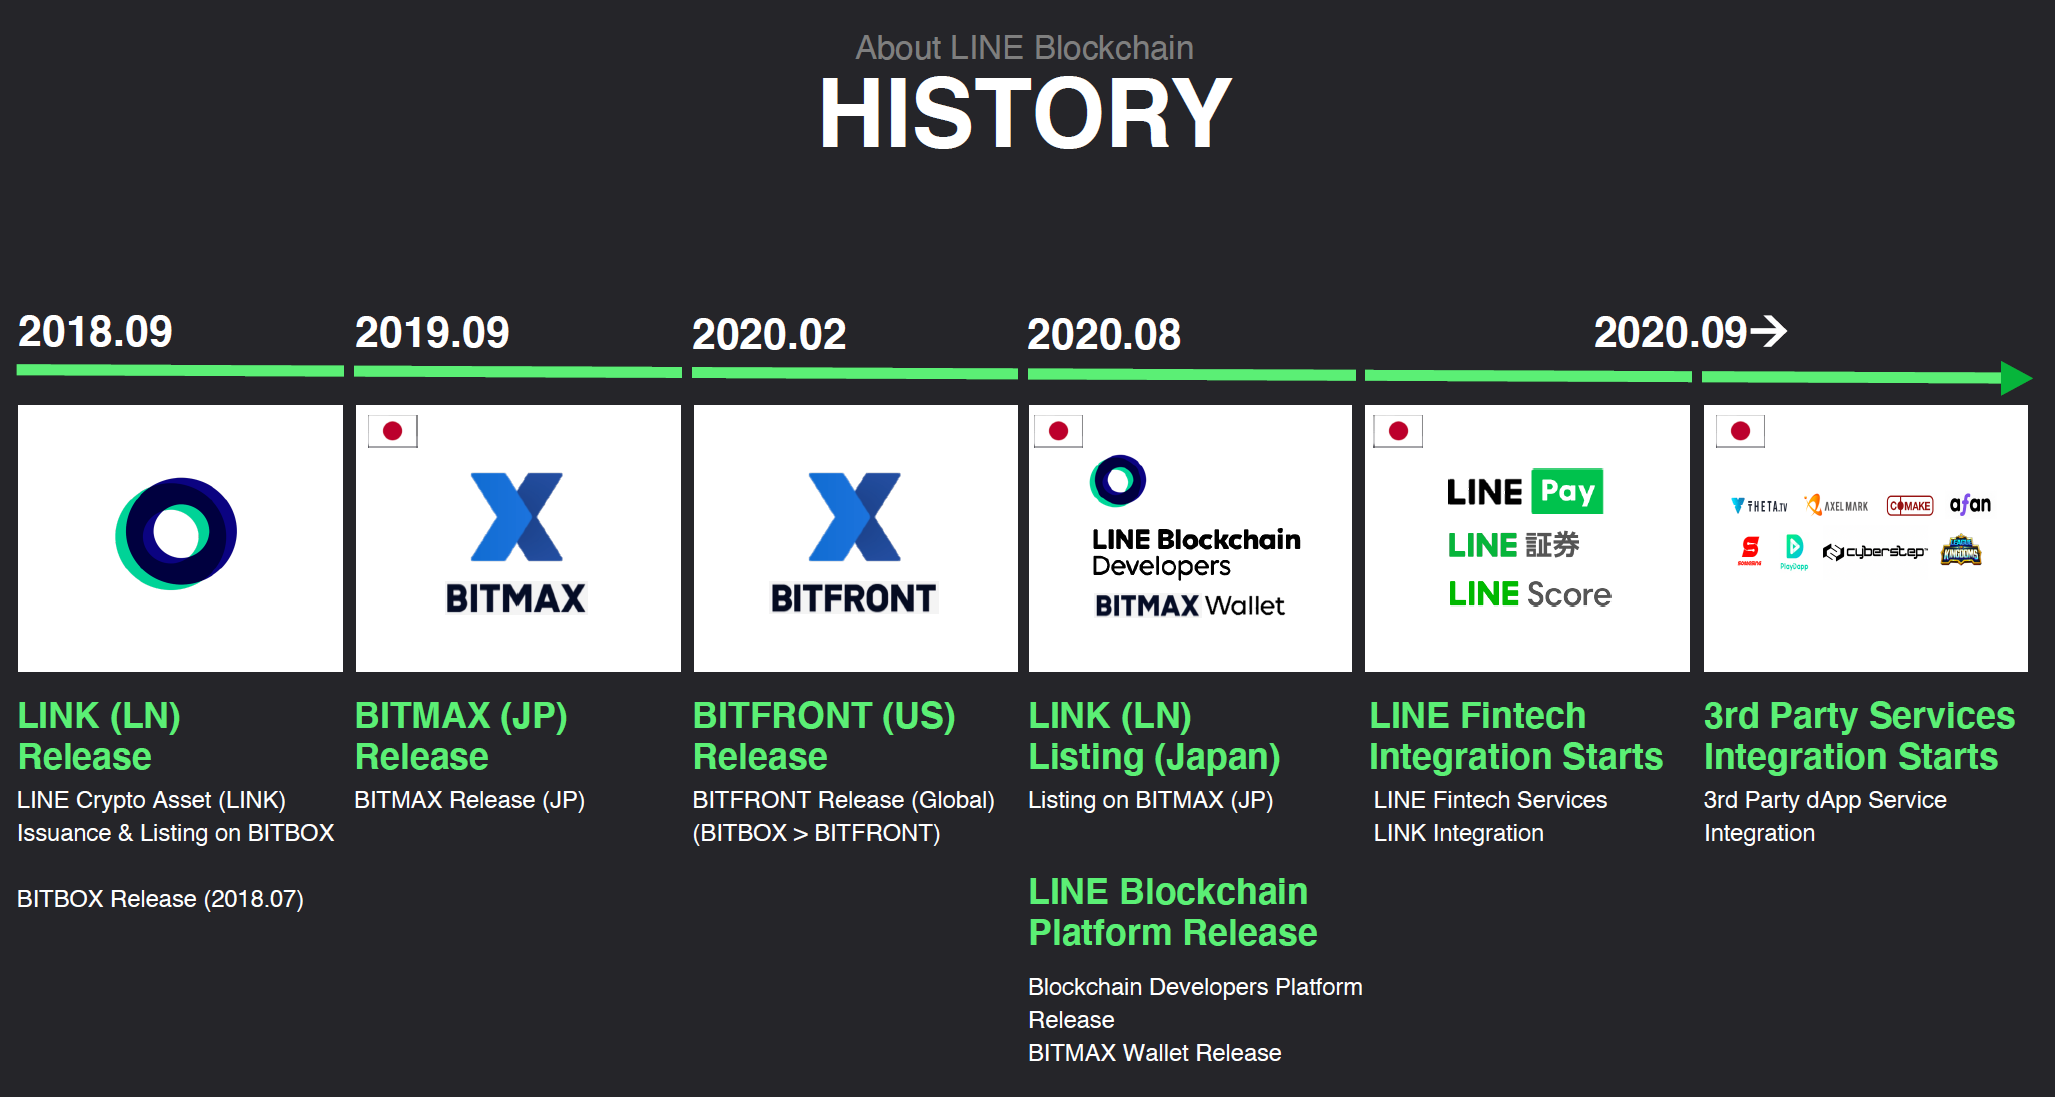 About LINE Blockchain
HISTORY
2018.09
2019.09
2020.02
2020.08
2020.09→
BITMAX
BITFRONT
LINE Blockchain
Developers
BITMAX Wallet
LINE Pay
LINE 証券
LINE Score
THETA.TV
AXEL MARK
COMAKE
afan
SOMESING
PlayDapp
cyberstep
LEAGUE
KINGDOMS
LINK (LN)
Release
LINE Crypto Asset (LINK)
Issuance & Listing on BITBOX
BITBOX Release (2018.07)
BITMAX (JP)
Release
BITMAX Release (JP)
BITFRONT (US)
Release
BITFRONT Release (Global)
(BITBOX > BITFRONT)
LINK (LN)
Listing (Japan)
Listing on BITMAX (JP)
LINE Blockchain
Platform Release
Blockchain Developers Platform
Release
BITMAX Wallet Release
LINE Fintech
Integration Starts
LINE Fintech Services
LINK Integration
3rd Party Services
Integration Starts
3rd Party dApp Service
Integration